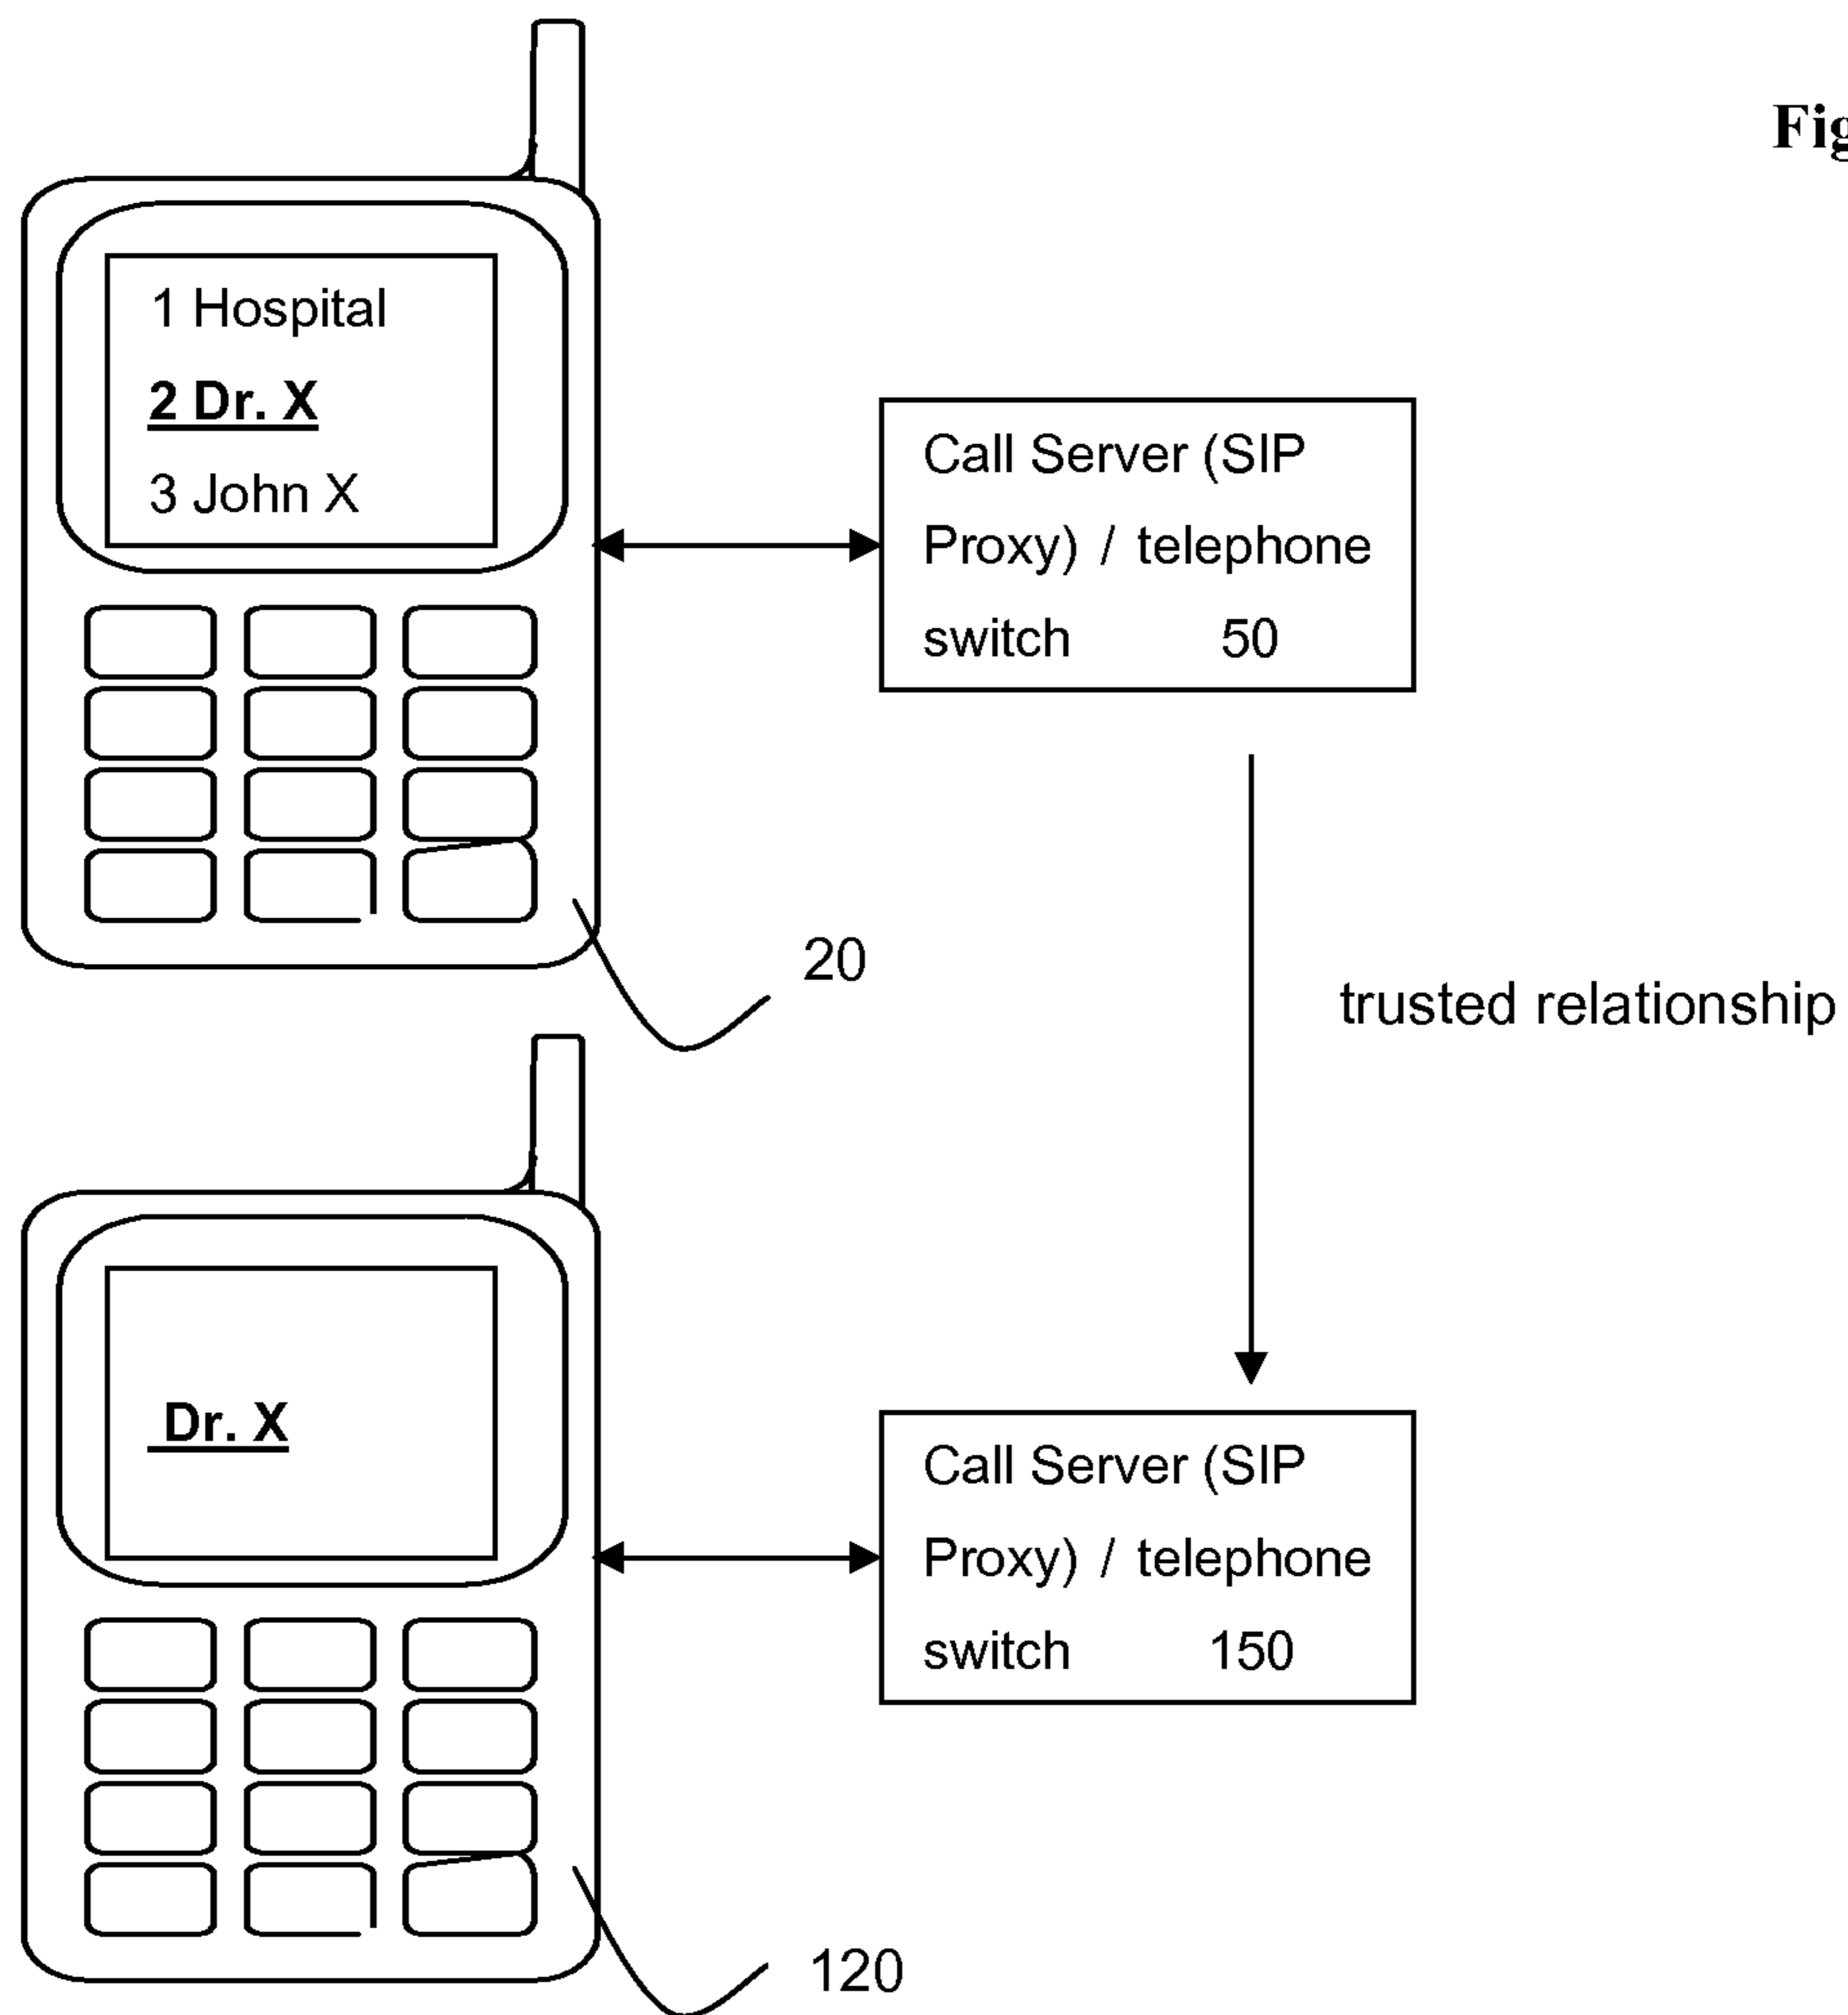 Fig
1 Hospital
2 Dr. X
3 John X
Call Server (SIP
Proxy) / telephone
switch 50
20
trusted relationship
Dr. X
Call Server (SIP
Proxy) / telephone
switch 150
120